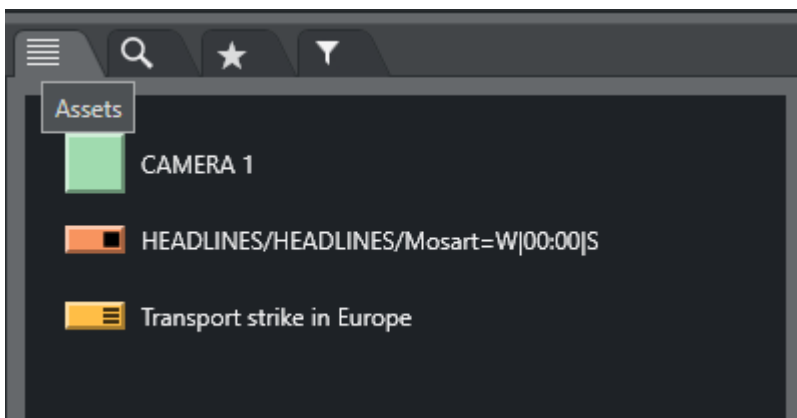 Assets
CAMERA 1
HEADLINES/HEADLINES/Mosart=W|00:00|S
Transport strike in Europe